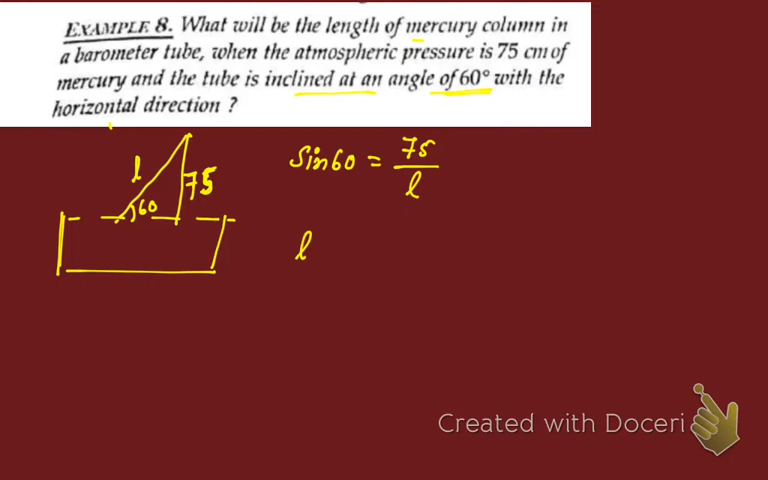 EXAMPLE 8. What will be the length of mercury column in
a barometer tube, when the atmospheric pressure is 75 cm of
mercury and the tube is inclined at an angle of 60° with the
horizontal direction ?
l
75
60
Sin60 = 75/l
l
Created with Doceri